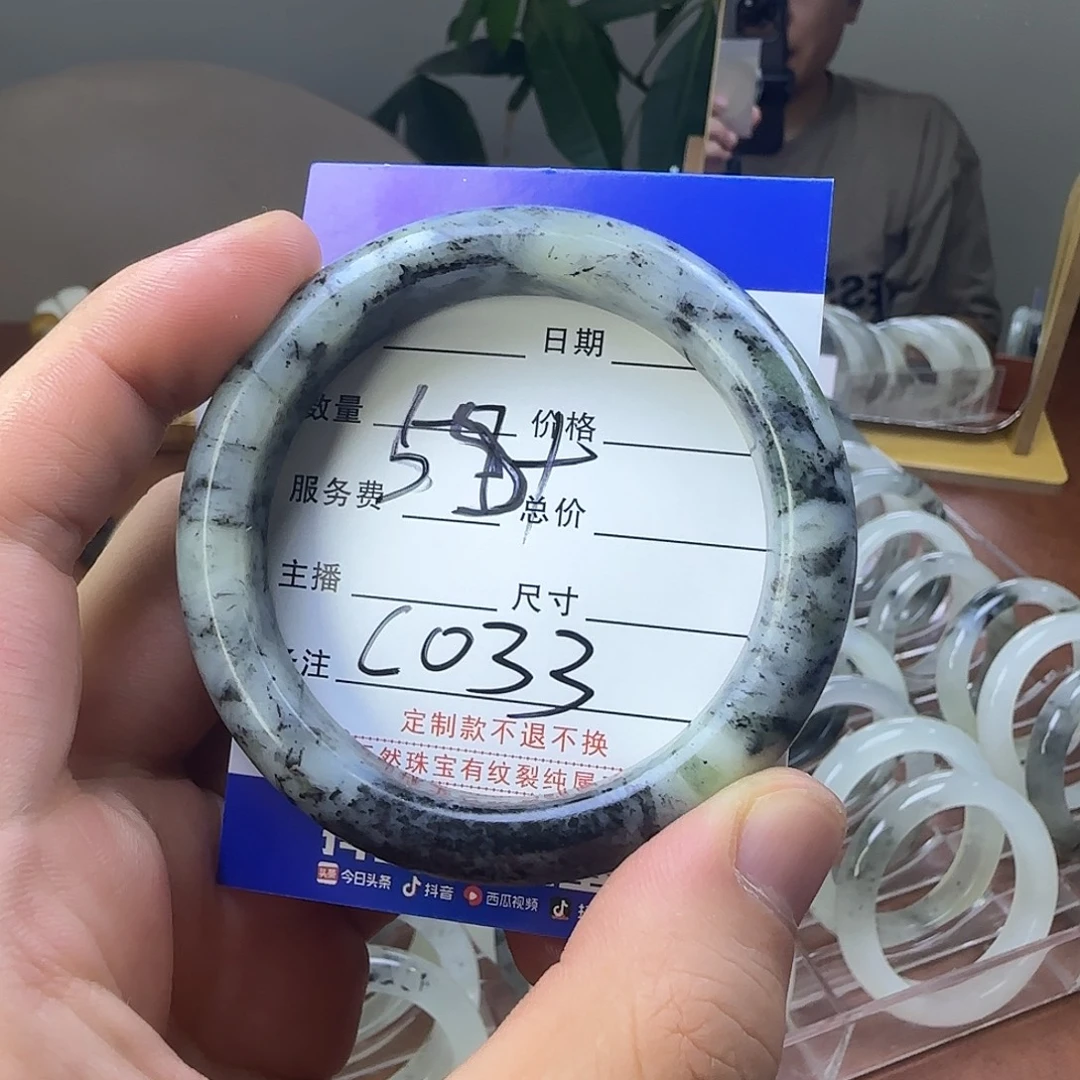 日期
数量 价格
服务费 总价
主播 尺寸
注 C033
定制款不退不换
然珠宝有纹裂纯属
今日头条 抖音 西瓜视频